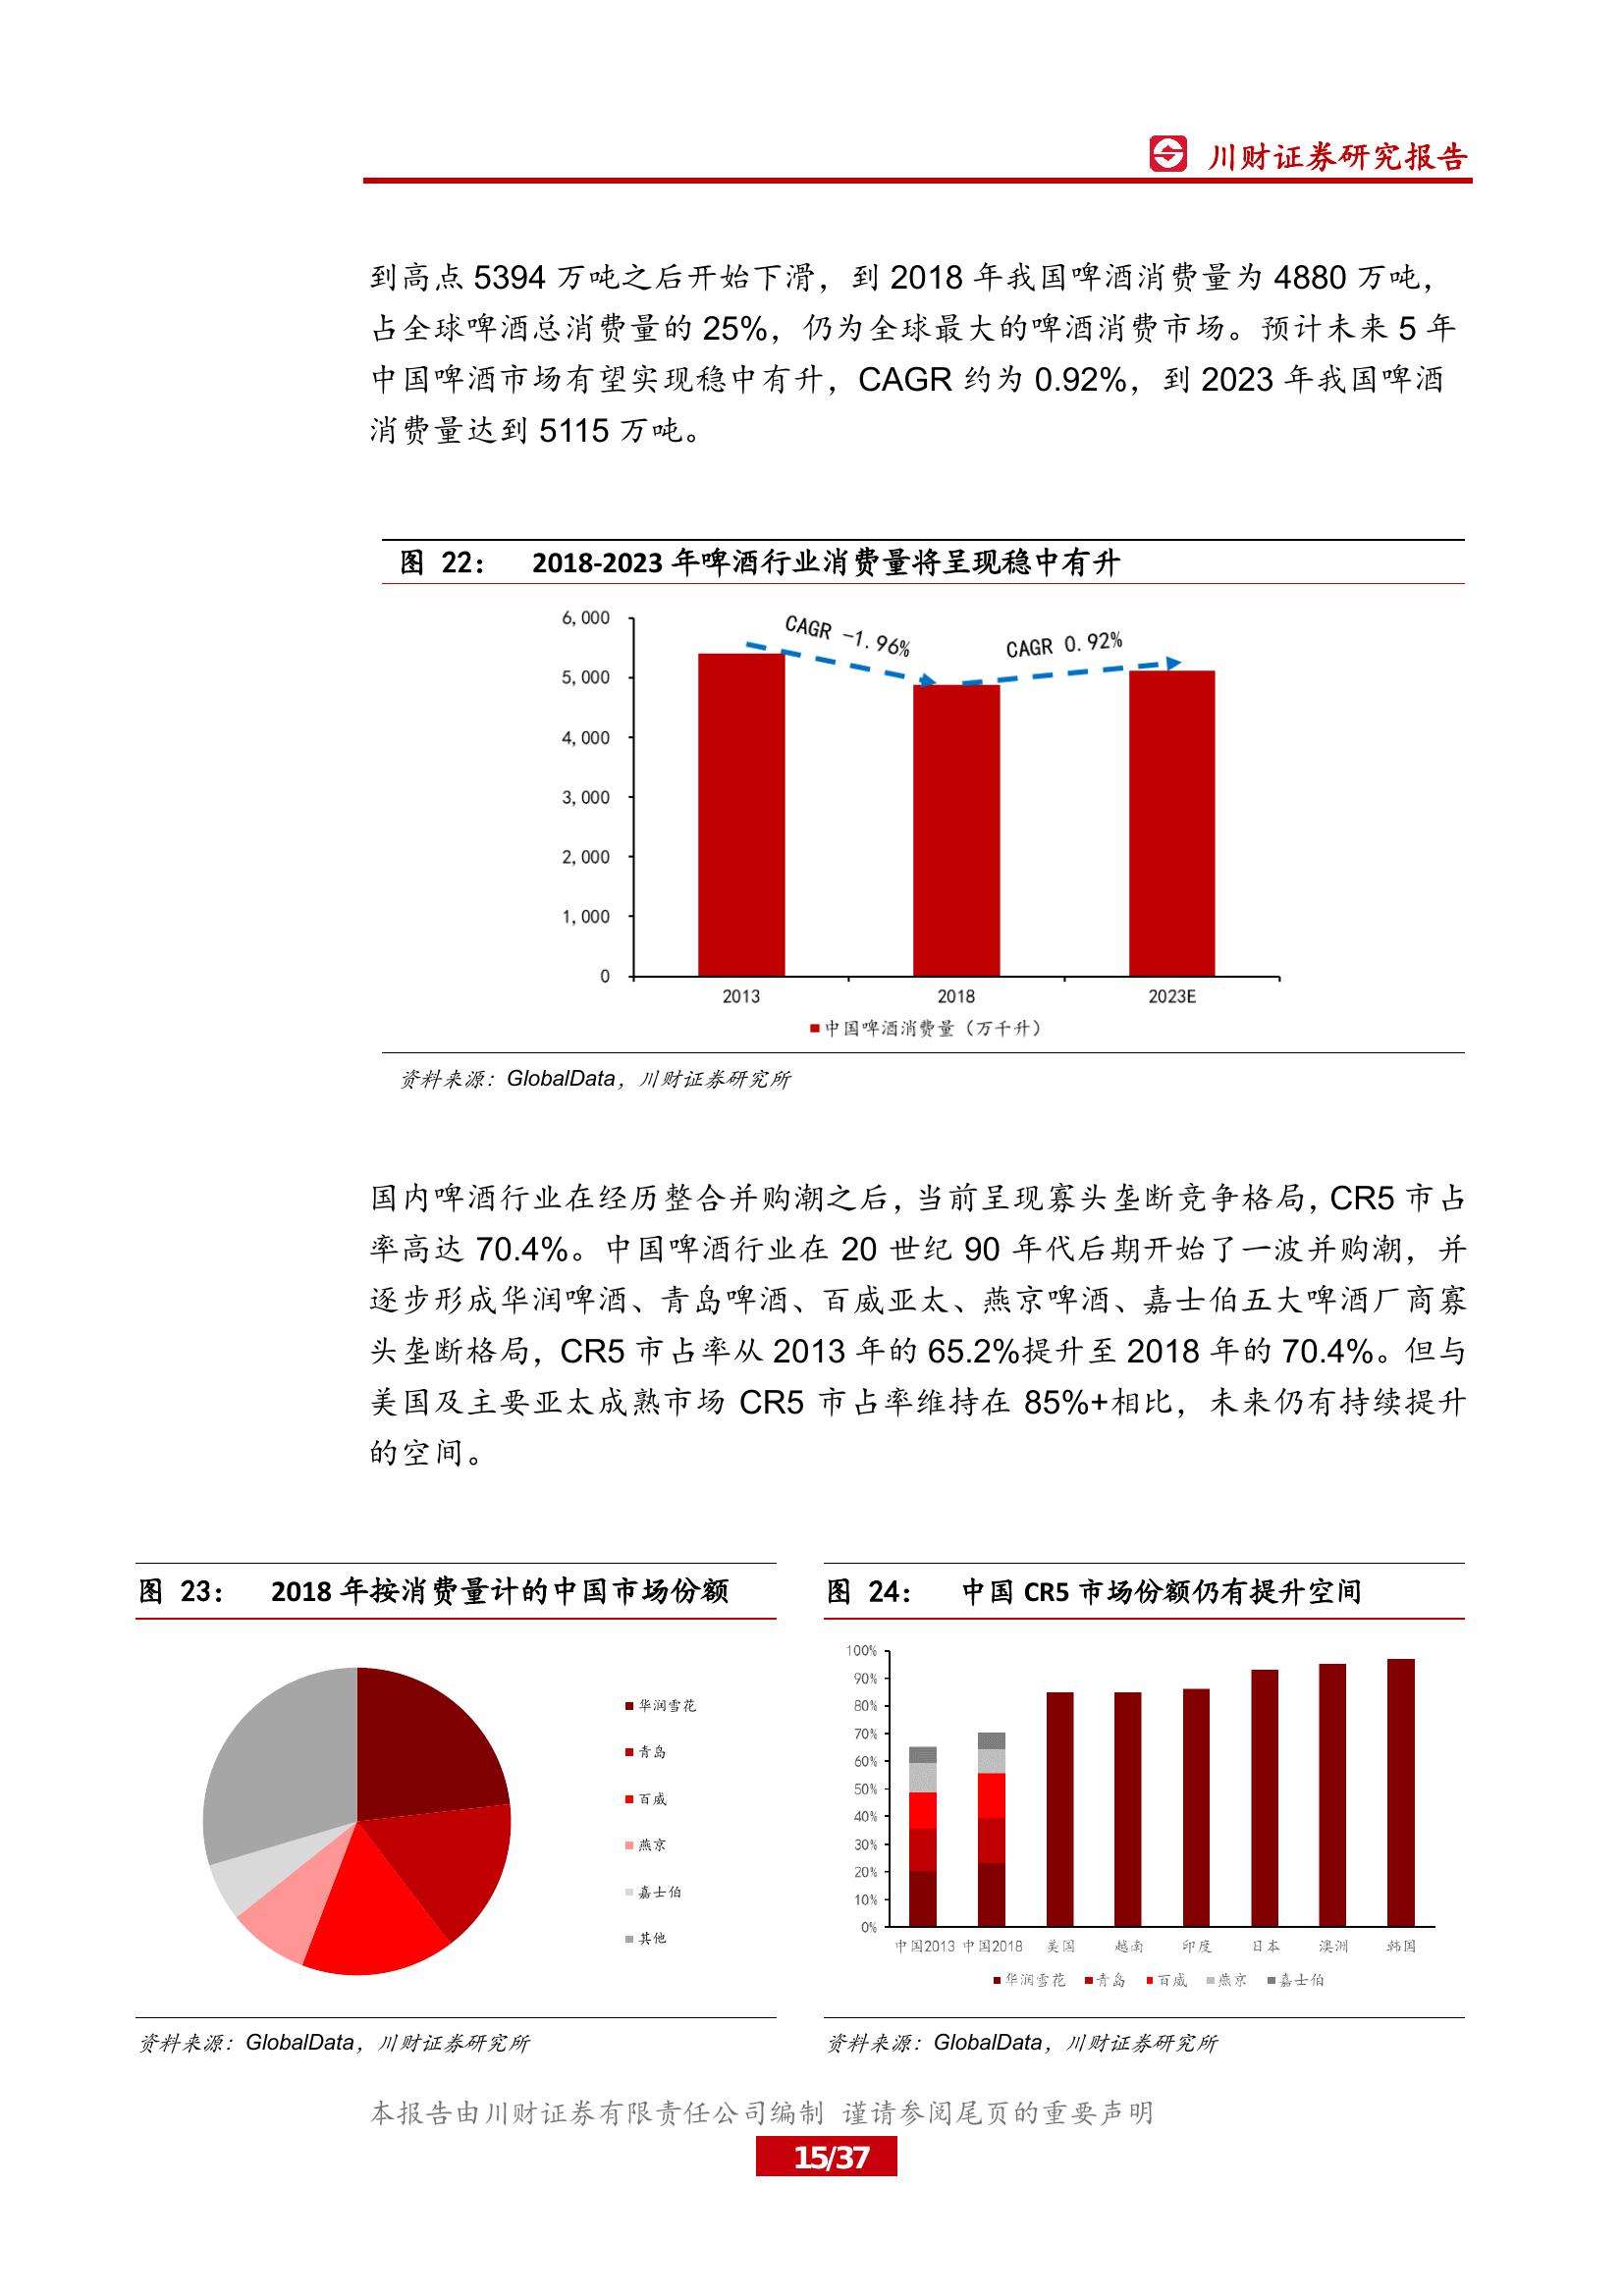 川财证券研究报告
到高点 5394 万吨之后开始下滑，到 2018 年我国啤酒消费量为 4880 万吨，
占全球啤酒总消费量的 25%，仍为全球最大的啤酒消费市场。预计未来 5 年
中国啤酒市场有望实现稳中有升，CAGR 约为 0.92%，到 2023 年我国啤酒
消费量达到 5115 万吨。
图 22： 2018-2023 年啤酒行业消费量将呈现稳中有升
6,000
5,000
4,000
3,000
2,000
1,000
0
CAGR -1.96%
CAGR 0.92%
2013 2018 2023E
中国啤酒消费量（万千升）
资料来源：GlobalData，川财证券研究所
国内啤酒行业在经历整合并购潮之后，当前呈现寡头垄断竞争格局，CR5 市占
率高达 70.4%。中国啤酒行业在 20 世纪 90 年代后期开始了一波并购潮，并
逐步形成华润啤酒、青岛啤酒、百威亚太、燕京啤酒、嘉士伯五大啤酒厂商寡
头垄断格局，CR5 市占率从 2013 年的 65.2%提升至 2018 年的 70.4%。但与
美国及主要亚太成熟市场 CR5 市占率维持在 85%+相比，未来仍有持续提升
的空间。
图 23： 2018 年按消费量计的中国市场份额
华润雪花
青岛
百威
燕京
嘉士伯
其他
资料来源：GlobalData，川财证券研究所
图 24： 中国 CR5 市场份额仍有提升空间
100%
90%
80%
70%
60%
50%
40%
30%
20%
10%
0%
中国2013 中国2018 美国 越南 印度 日本 澳洲 韩国
华润雪花 青岛 百威 燕京 嘉士伯
资料来源：GlobalData，川财证券研究所
本报告由川财证券有限责任公司编制 谨请参阅尾页的重要声明
15/37